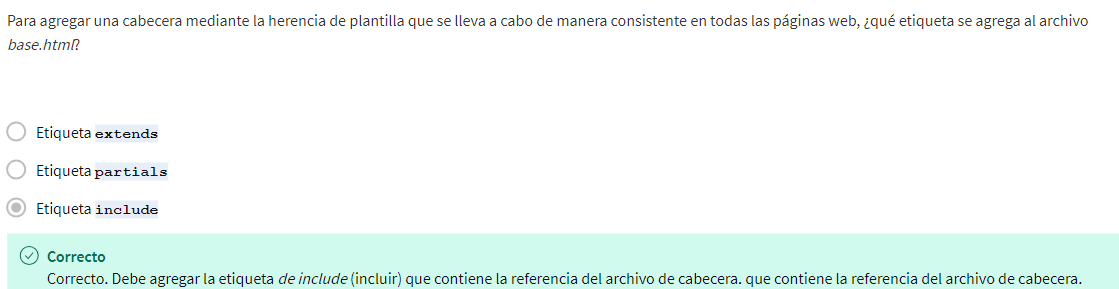 Para agregar una cabecera mediante la herencia de plantilla que se lleva a cabo de manera consistente en todas las páginas web, ¿qué etiqueta se agrega al archivo
base.html?
Etiqueta extends
Etiqueta partials
Etiqueta include
Correcto
Correcto. Debe agregar la etiqueta de include (incluir) que contiene la referencia del archivo de cabecera. que contiene la referencia del archivo de cabecera.